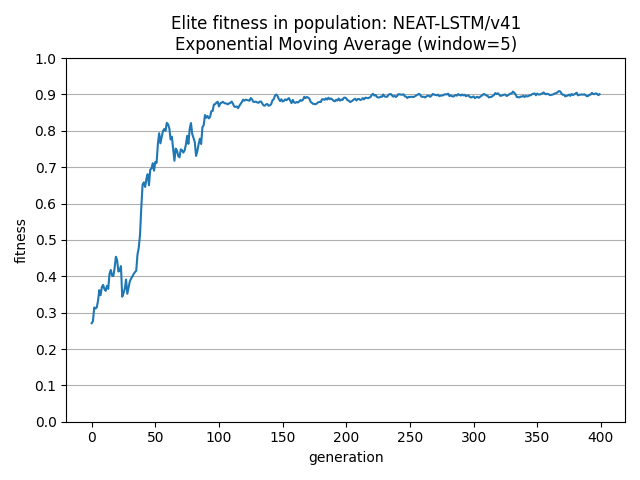 Elite fitness in population: NEAT-LSTM/v41
Exponential Moving Average (window=5)
1.0
0.9
0.8
0.7
0.6
0.5
0.4
0.3
0.2
0.1
0.0
fitness
0 50 100 150 200 250 300 350 400
generation